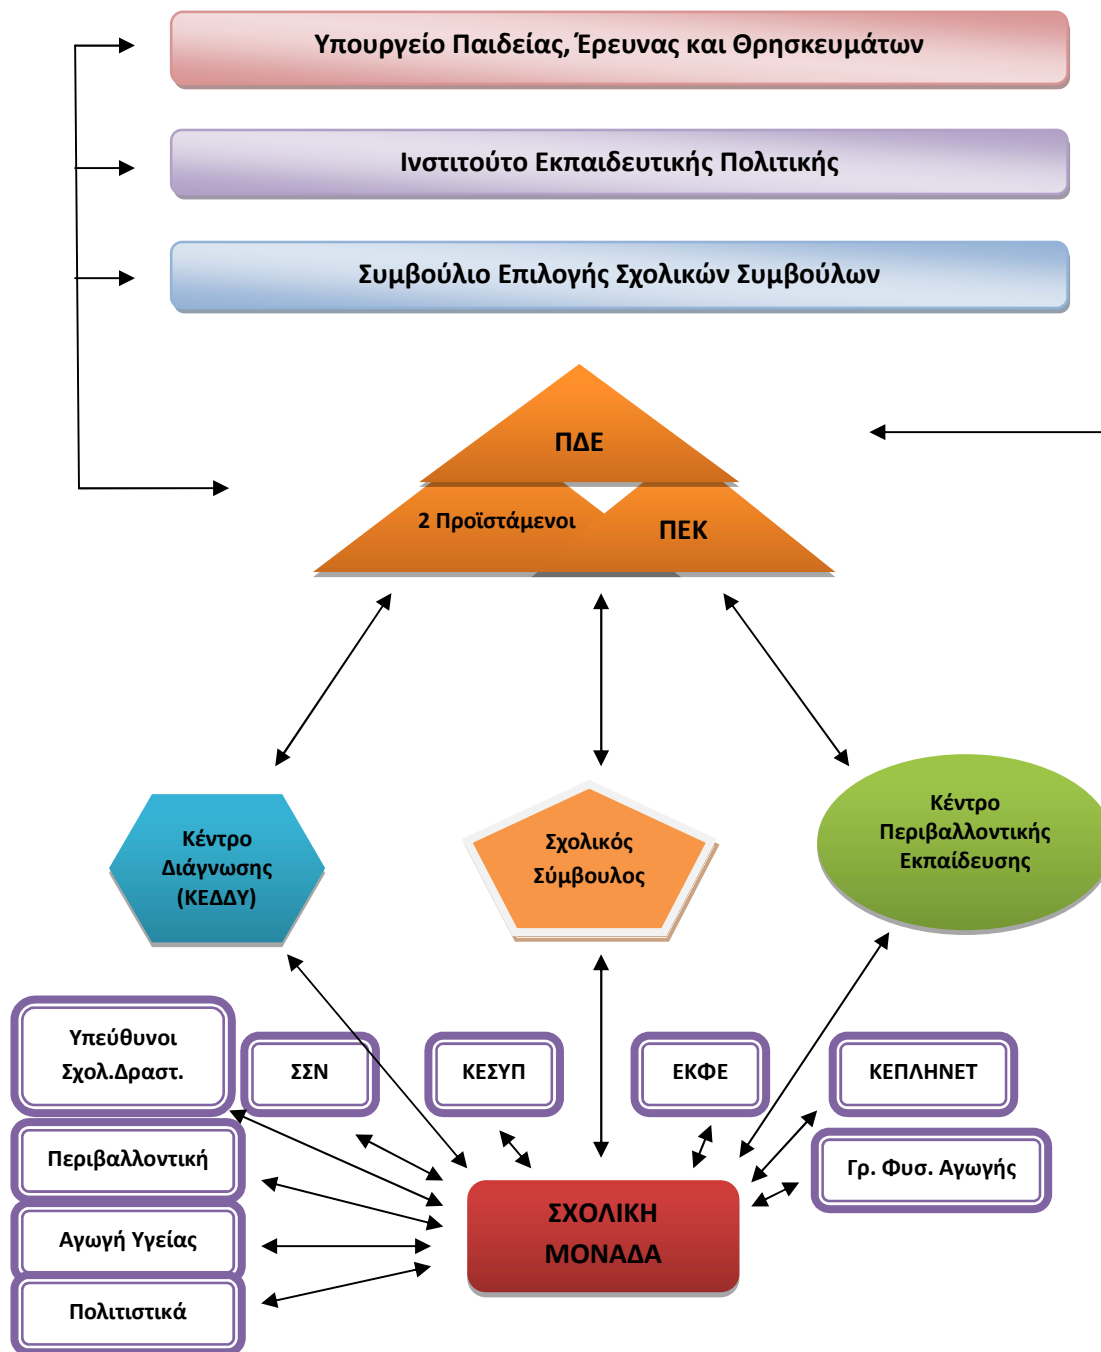 Υπουργείο Παιδείας, Έρευνας και Θρησκευμάτων
Ινστιτούτο Εκπαιδευτικής Πολιτικής
Συμβούλιο Επιλογής Σχολικών Συμβούλων
ΠΔΕ
2 Προϊστάμενοι
ΠΕΚ
Κέντρο
Διάγνωσης
(ΚΕΔΔΥ)
Σχολικός
Σύμβουλος
Κέντρο
Περιβαλλοντικής
Εκπαίδευσης
Υπεύθυνοι
Σχολ.Δραστ.
ΣΣΝ
ΚΕΣΥΠ
ΕΚΦΕ
ΚΕΠΛΗΝΕΤ
Περιβαλλοντική
Γρ. Φυσ. Αγωγής
Αγωγή Υγείας
Πολιτιστικά
ΣΧΟΛΙΚΗ
ΜΟΝΑΔΑ